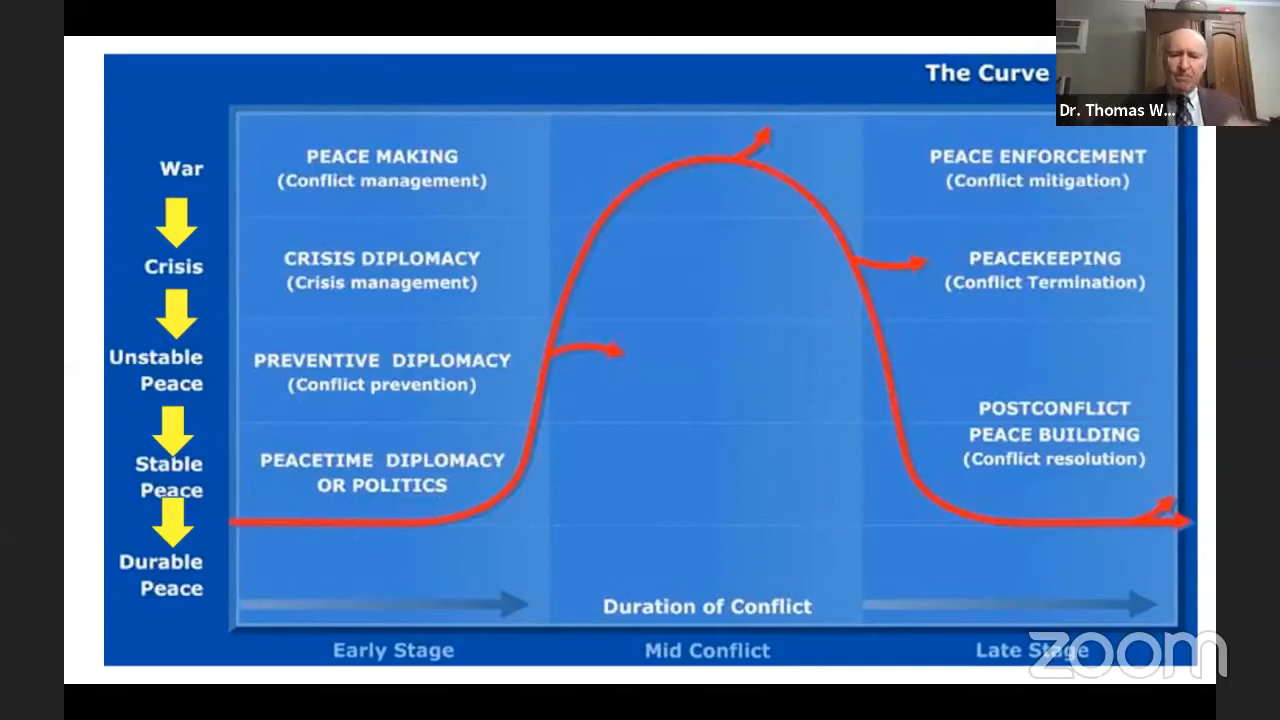 The Curve
Dr. Thomas W...
War
Crisis
Unstable
Peace
Stable
Peace
Durable
Peace
PEACE MAKING
(Conflict management)
CRISIS DIPLOMACY
(Crisis management)
PREVENTIVE DIPLOMACY
(Conflict prevention)
PEACETIME DIPLOMACY
OR POLITICS
PEACE ENFORCEMENT
(Conflict mitigation)
PEACEKEEPING
(Conflict Termination)
POSTCONFLICT
PEACE BUILDING
(Conflict resolution)
Duration of Conflict
Early Stage
Mid Conflict
Late Stage
zoom